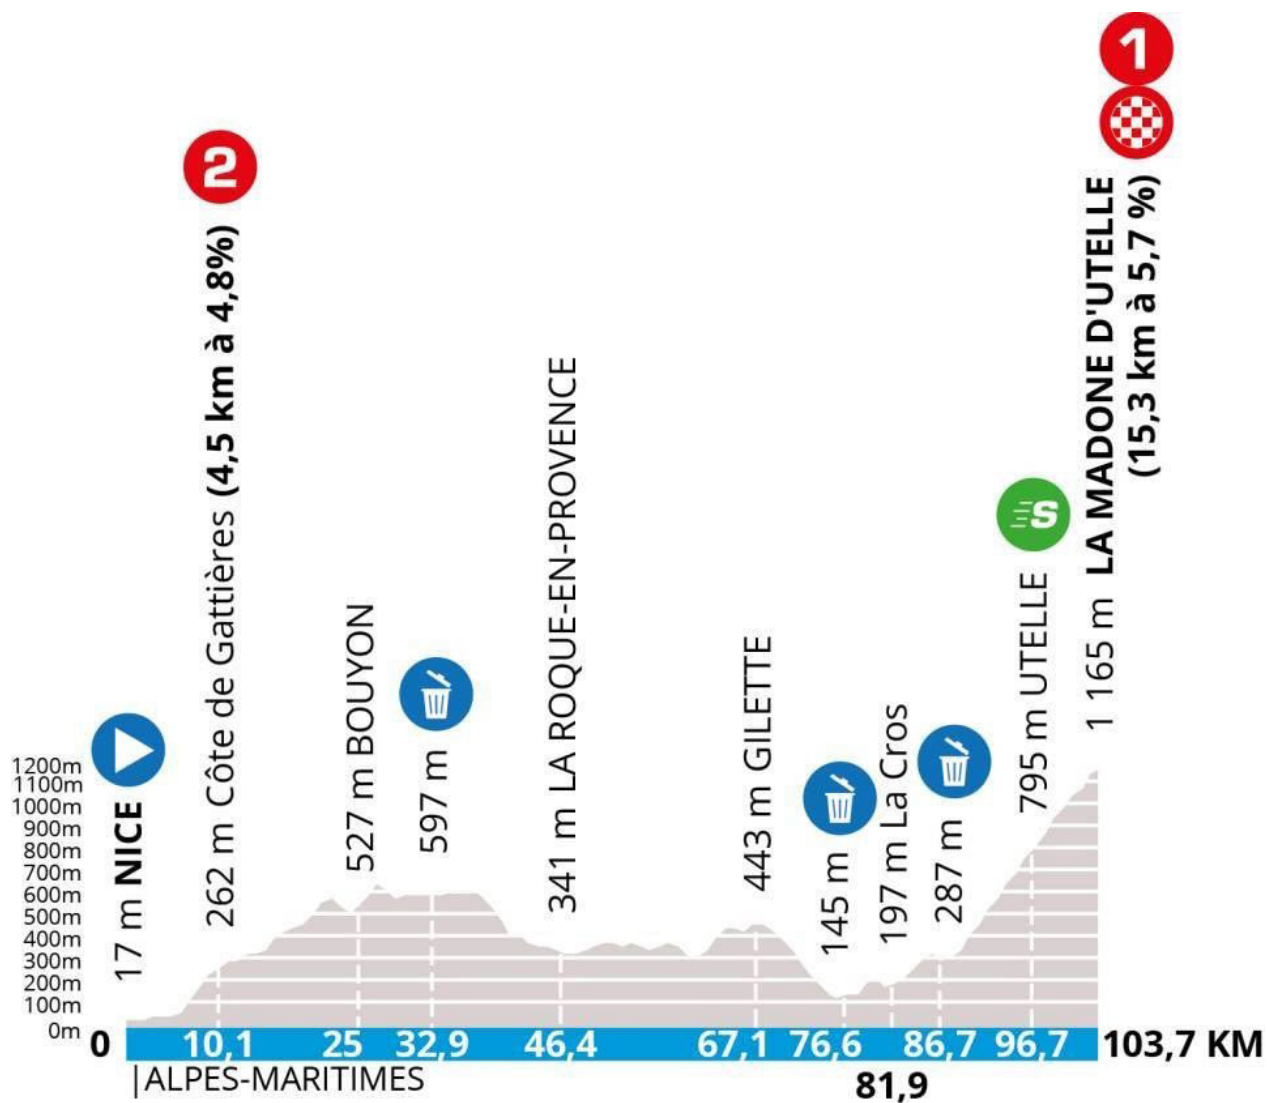 1
2
LA MADONE D'UTELLE
1 165 m
(15,3 km à 5,7 %)
262 m Côte de Gattières (4,5 km à 4,8%)
341 m LA ROQUE-EN-PROVENCE
S
795 m UTELLE
527 m BOUYON
443 m GILETTE
597 m
197 m La Cros
17 m NICE
145 m
287 m
1200m
1100m
1000m
900m
800m
700m
600m
500m
400m
300m
200m
100m
0m
0 10,1 25 32,9 46,4 67,1 76,6 86,7 96,7 103,7 KM
|ALPES-MARITIMES
81,9